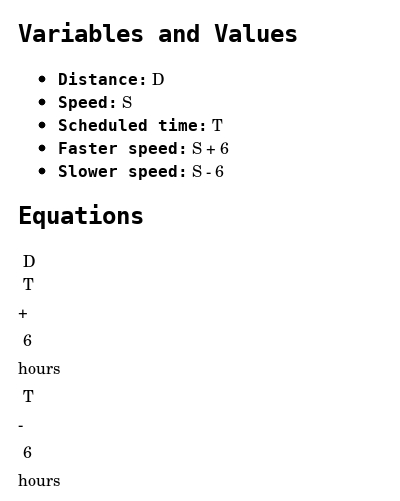 Variables and Values
Distance: D
Speed: S
Scheduled time: T
Faster speed: S + 6
Slower speed: S - 6
Equations
D
T
+
6
hours
T
-
6
hours